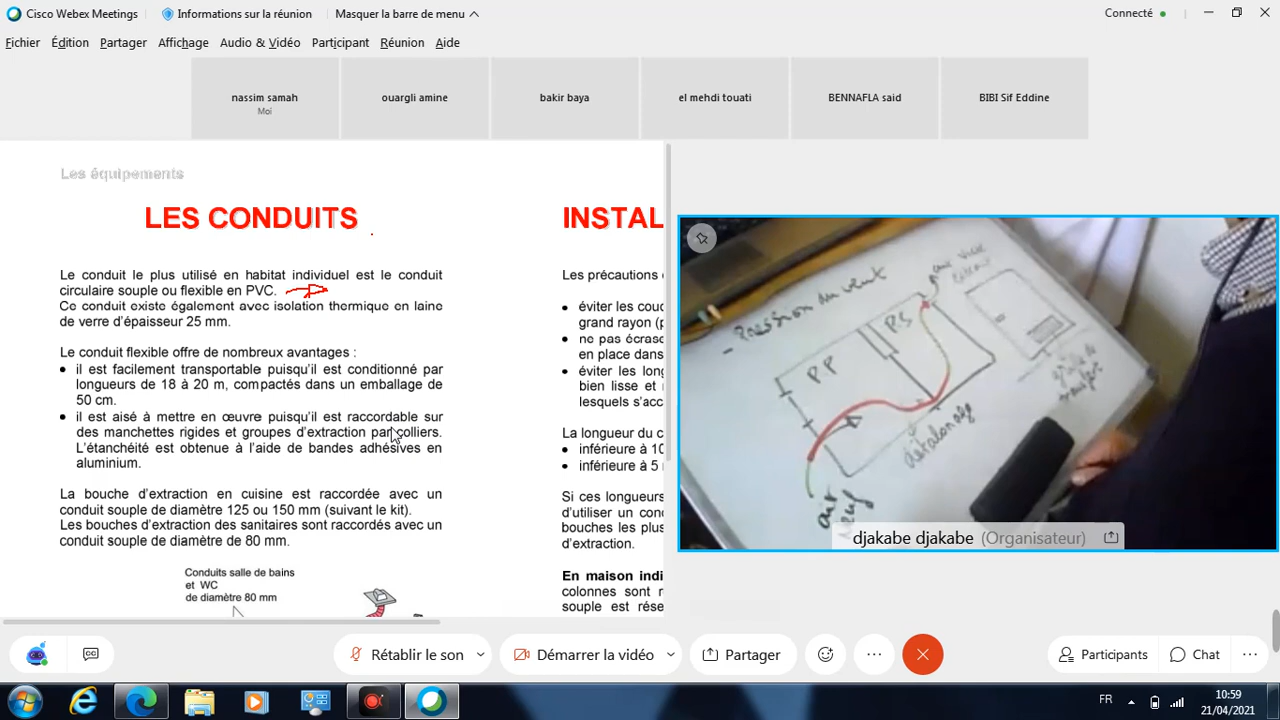 Cisco Webex Meetings
Informations sur la réunion
Masquer la barre de menu
Connecté
Fichier Édition Partager Affichage Audio & Vidéo Participant Réunion Aide
nassim samah
Moi
ouargli amine
bakir baya
el mehdi touati
BENNAFLA said
BIBI Sif Eddine
Les équipements
LES CONDUITS
Le conduit le plus utilisé en habitat individuel est le conduit
circulaire souple ou flexible en PVC.
Ce conduit existe également avec isolation thermique en laine
de verre d'épaisseur 25 mm.
Le conduit flexible offre de nombreux avantages :
• il est facilement transportable puisqu'il est conditionné par
longueurs de 18 à 20 m, compactés dans un emballage de
50 cm.
• il est aisé à mettre en œuvre puisqu'il est raccordable sur
des manchettes rigides et groupes d'extraction par colliers.
L'étanchéité est obtenue à l'aide de bandes adhésives en
aluminium.
La bouche d'extraction en cuisine est raccordée avec un
conduit souple de diamètre 125 ou 150 mm (suivant le kit).
Les bouches d'extraction des sanitaires sont raccordés avec un
conduit souple de diamètre de 80 mm.
Conduits salle de bains
et WC
de diamètre 80 mm
INSTAL
Les précautions
• éviter les cou
grand rayon (p
• ne pas écras
en place dans
• éviter les long
bien lisse et
lesquels s'acc
La longueur du c
• inférieure à 10
• inférieure à 5
Si ces longueurs
d'utiliser un con
bouches les plus
d'extraction.
En maison indi
colonnes sont r
souple est rése
- Pression du vent
PP
PS
air
neuf
djakabe djakabe (Organisateur)
Rétablir le son
Démarrer la vidéo
Partager
Participants
Chat
FR
10:59
21/04/2021